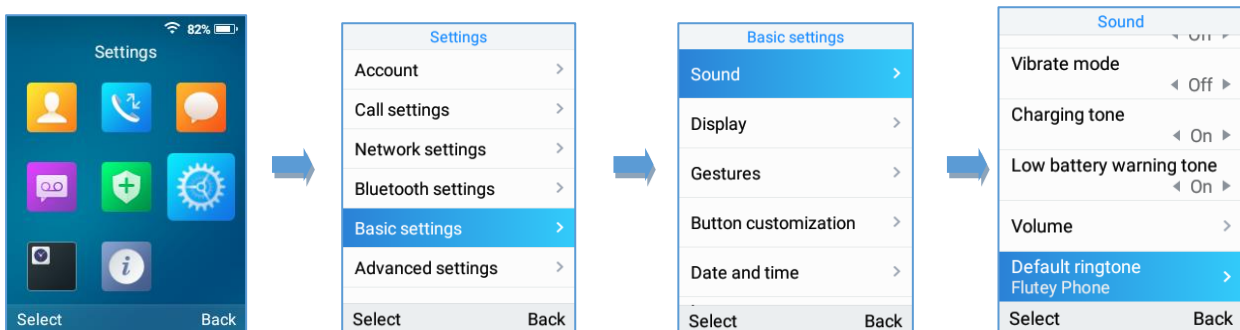 82%
Settings
Select Back
Settings
Account
Call settings
Network settings
Bluetooth settings
Basic settings
Advanced settings
Select Back
Basic settings
Sound
Display
Gestures
Button customization
Date and time
Select Back
Sound
Off
Vibrate mode
Off
Charging tone
On
Low battery warning tone
On
Volume
Default ringtone
Flutey Phone
Select Back